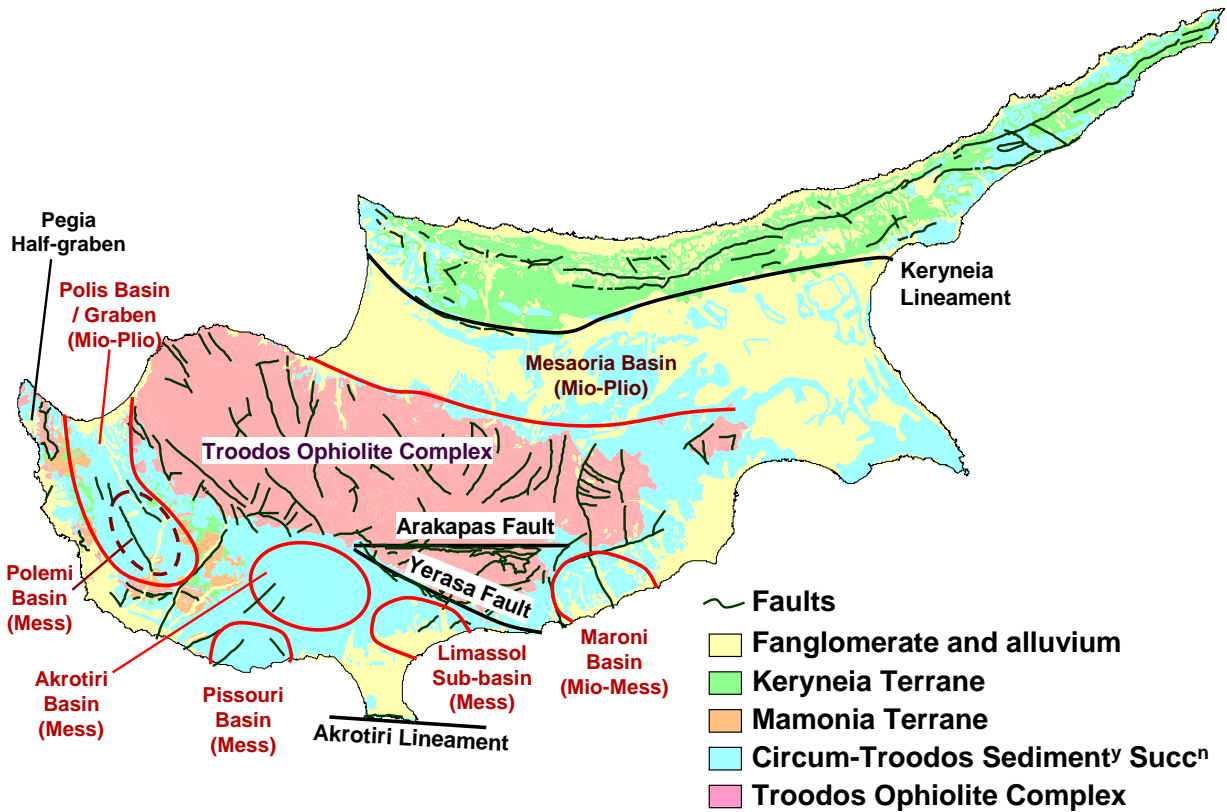 Pegia
Half-graben
Polis Basin
/ Graben
(Mio-Plio)
Keryneia
Lineament
Mesaoria Basin
(Mio-Plio)
Troodos Ophiolite Complex
Arakapas Fault
Yerasa Fault
Polemi
Basin
(Mess)
Akrotiri
Basin
(Mess)
Pissouri
Basin
(Mess)
Limassol
Sub-basin
(Mess)
Maroni
Basin
(Mio-Mess)
Akrotiri Lineament
Faults
Fanglomerate and alluvium
Keryneia Terrane
Mamonia Terrane
Circum-Troodos Sedimentʸ Succⁿ
Troodos Ophiolite Complex